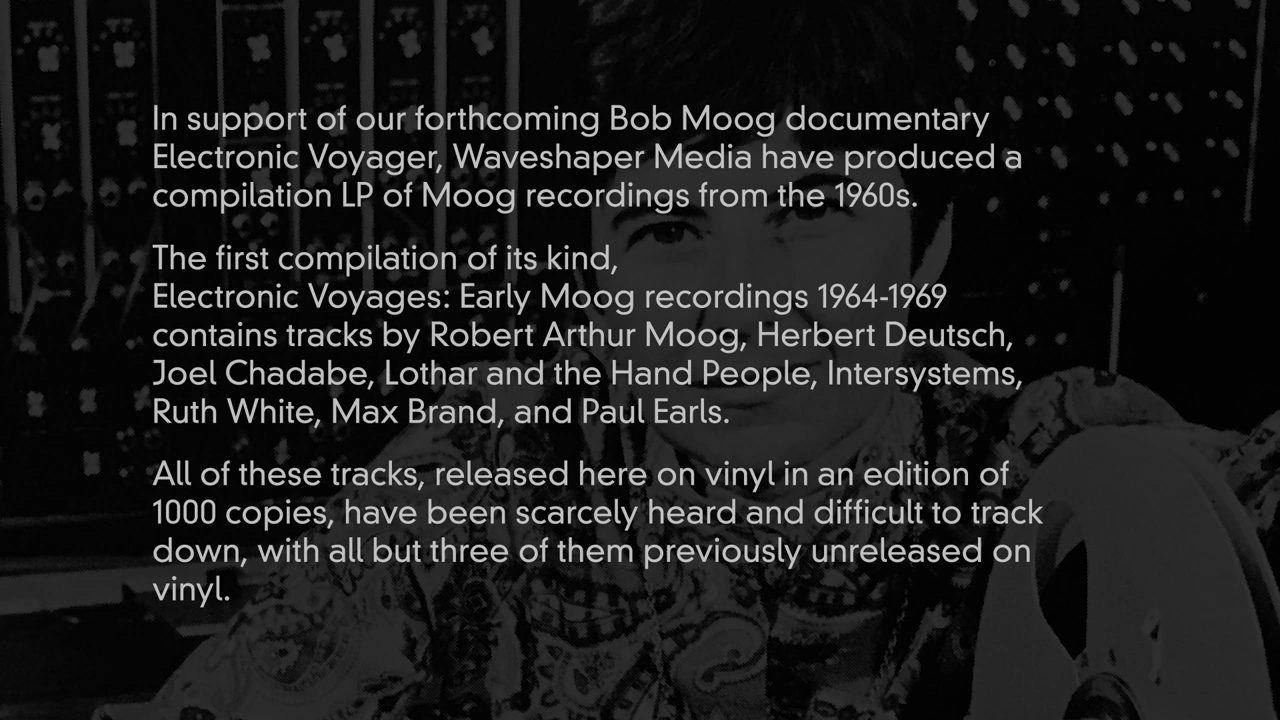 In support of our forthcoming Bob Moog documentary
Electronic Voyager, Waveshaper Media have produced a
compilation LP of Moog recordings from the 1960s.
The first compilation of its kind,
Electronic Voyages: Early Moog recordings 1964-1969
contains tracks by Robert Arthur Moog, Herbert Deutsch,
Joel Chadabe, Lothar and the Hand People, Intersystems,
Ruth White, Max Brand, and Paul Earls.
All of these tracks, released here on vinyl in an edition of
1000 copies, have been scarcely heard and difficult to track
down, with all but three of them previously unreleased on
vinyl.